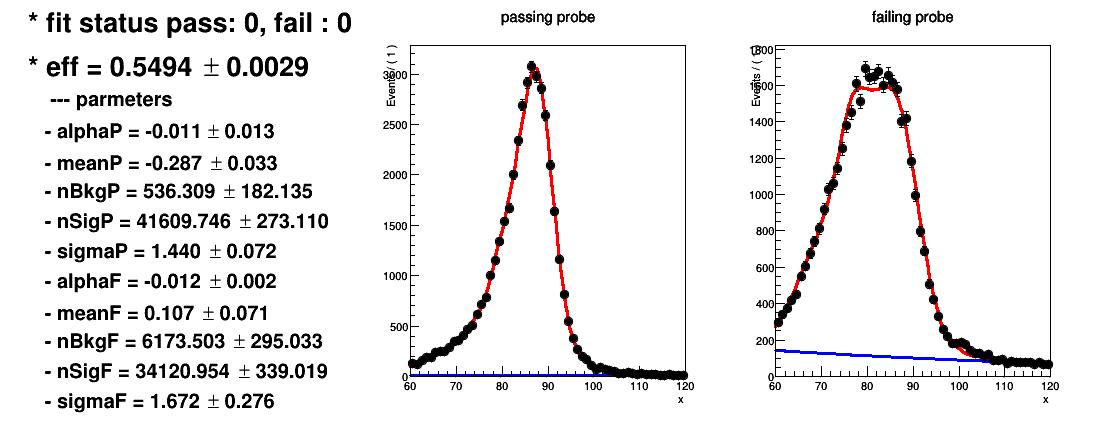 * fit status pass: 0, fail : 0
* eff = 0.5494 ± 0.0029
--- parmeters
- alphaP = -0.011 ± 0.013
- meanP = -0.287 ± 0.033
- nBkgP = 536.309 ± 182.135
- nSigP = 41609.746 ± 273.110
- sigmaP = 1.440 ± 0.072
- alphaF = -0.012 ± 0.002
- meanF = 0.107 ± 0.071
- nBkgF = 6173.503 ± 295.033
- nSigF = 34120.954 ± 339.019
- sigmaF = 1.672 ± 0.276
passing probe
Events / ( 1 )
3000
2500
2000
1500
1000
500
0
60 70 80 90 100 110 120
x
failing probe
Events / ( 1 )
1800
1600
1400
1200
1000
800
600
400
200
0
60 70 80 90 100 110 120
x